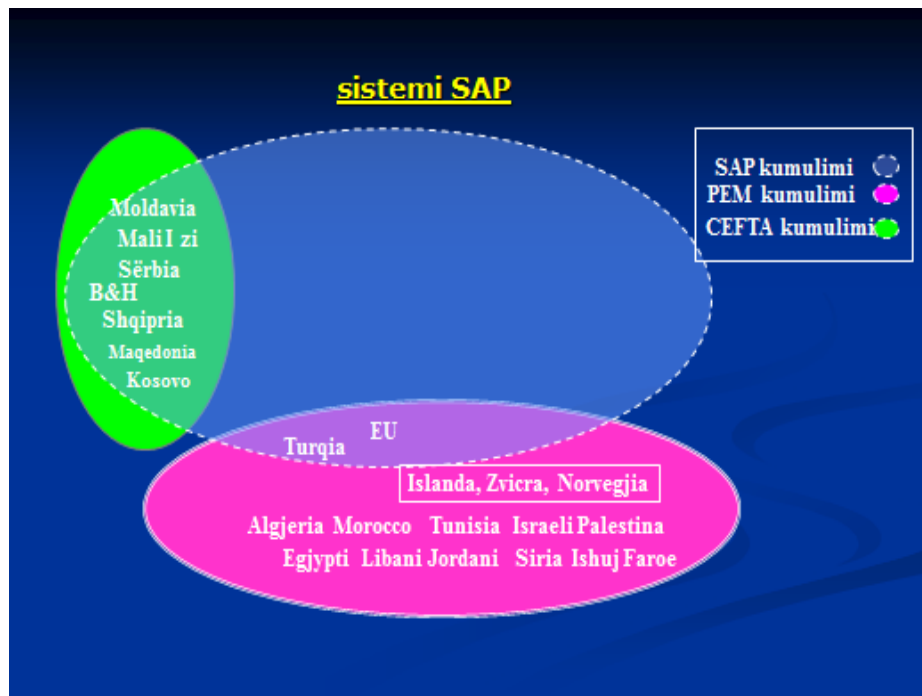 sistemi SAP
SAP kumulimi
PEM kumulimi
CEFTA kumulimi
Moldavia
Mali I zi
Sërbia
B&H
Shqipria
Maqedonia
Kosovo
EU
Turqia
Islanda, Zvicra, Norvegjia
Algjeria Morocco Tunisia Israeli Palestina
Egjypti Libani Jordani Siria Ishuj Faroe